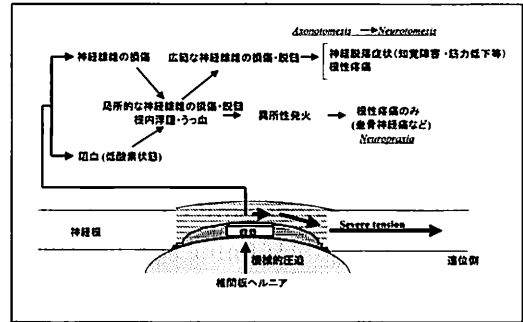 Axonotomesis → Neurotomesis
神経線維の損傷
広範な神経線維の損傷・脱髄
神経脱落症状(知覚障害・筋力低下等)
根性疼痛
局所的な神経線維の損傷・脱髄
根内浮腫・うっ血
異所性発火
根性疼痛のみ
(坐骨神経痛など)
Neuropraxia
阻血(低酸素状態)
神経根
Severe tension
遠位側
機械的圧迫
椎間板ヘルニア